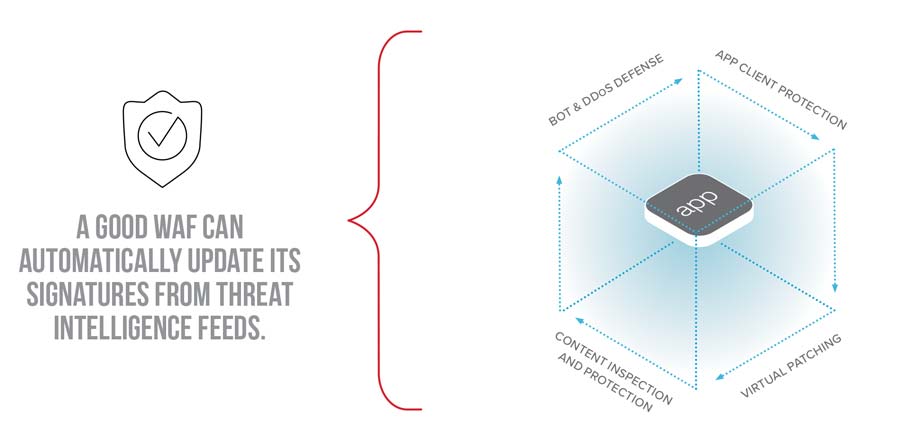 A GOOD WAF CAN
AUTOMATICALLY UPDATE ITS
SIGNATURES FROM THREAT
INTELLIGENCE FEEDS.
BOT & DDoS DEFENSE
APP CLIENT PROTECTION
app
CONTENT INSPECTION
AND PROTECTION
VIRTUAL PATCHING